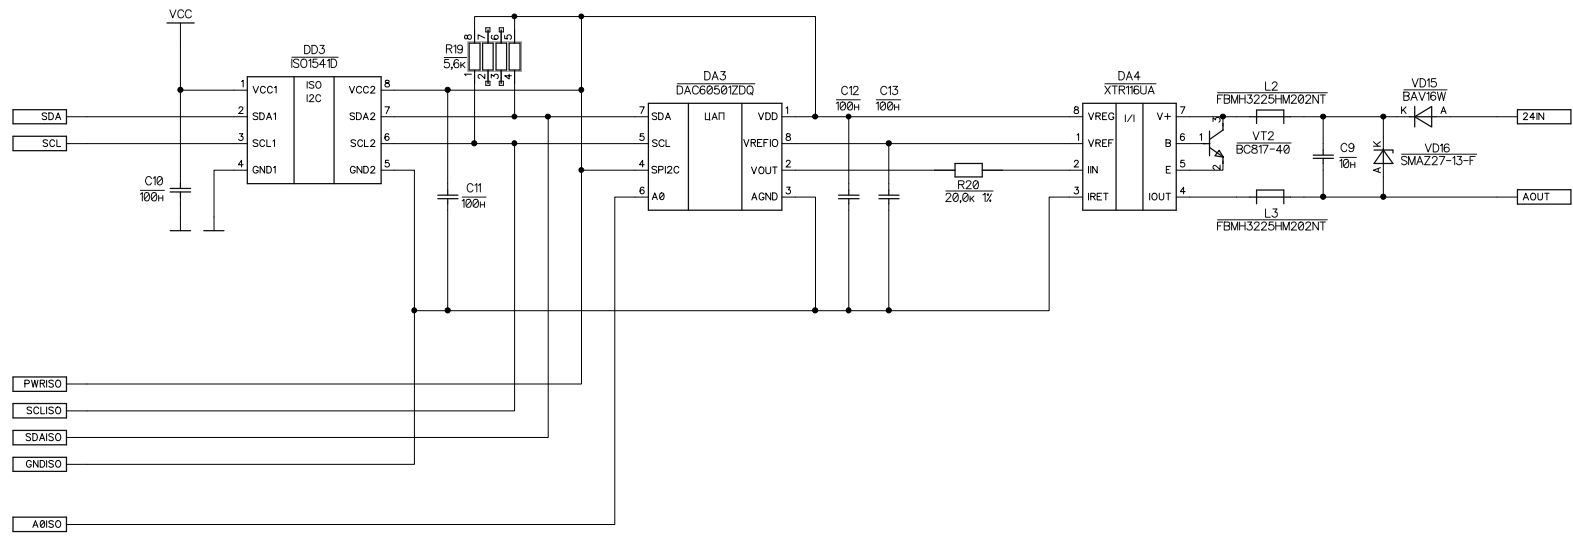 VCC
DD3
ISO1541D
1 VCC1 ISO I2C VCC2 8
SDA 2 SDA1 SDA2 7
SCL 3 SCL1 SCL2 6
4 GND1 GND2 5
C10
100н
C11
100н
R19
5,6к
8 7 6 5
1 2 3 4
DA3
DAC60501ZDQ
7 SDA ЦАП VDD 1
5 SCL VREFIO 8
4 SPI2C VOUT 2
6 A0 AGND 3
C12
100н
C13
100н
R20
20,0к 1%
DA4
XTR116UA
8 VREG I/I V+ 7
1 VREF B 6
2 IIN E 5
3 IRET IOUT 4
3
1
2
VT2
BC817-40
L2
FBMH3225HM202NT
L3
FBMH3225HM202NT
C9
10н
VD15
BAV16W
K A
K
A
VD16
SMAZ27-13-F
24IN
AOUT
PWRISO
SCLISO
SDAISO
GNDISO
A0ISO